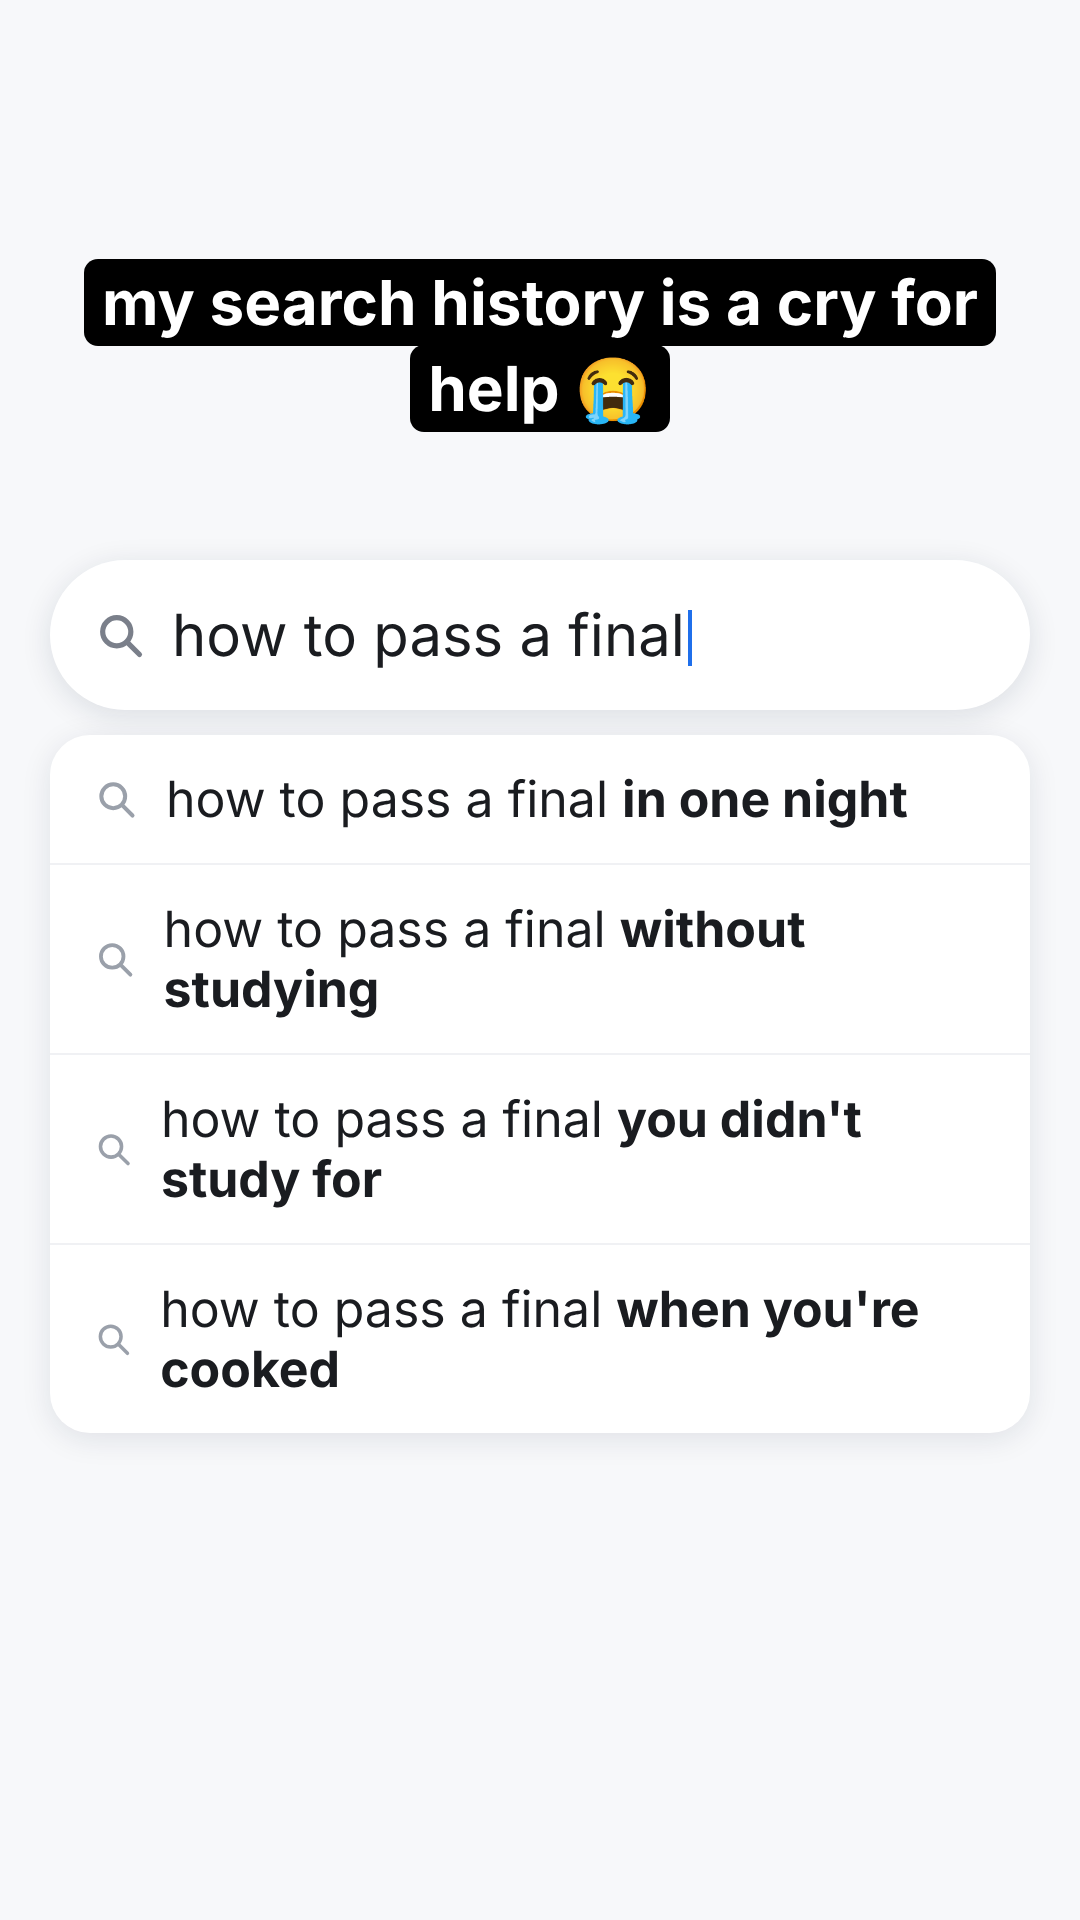 my search history is a cry for
help 😭
how to pass a final
how to pass a final in one night
how to pass a final without
studying
how to pass a final you didn't
study for
how to pass a final when you're
cooked